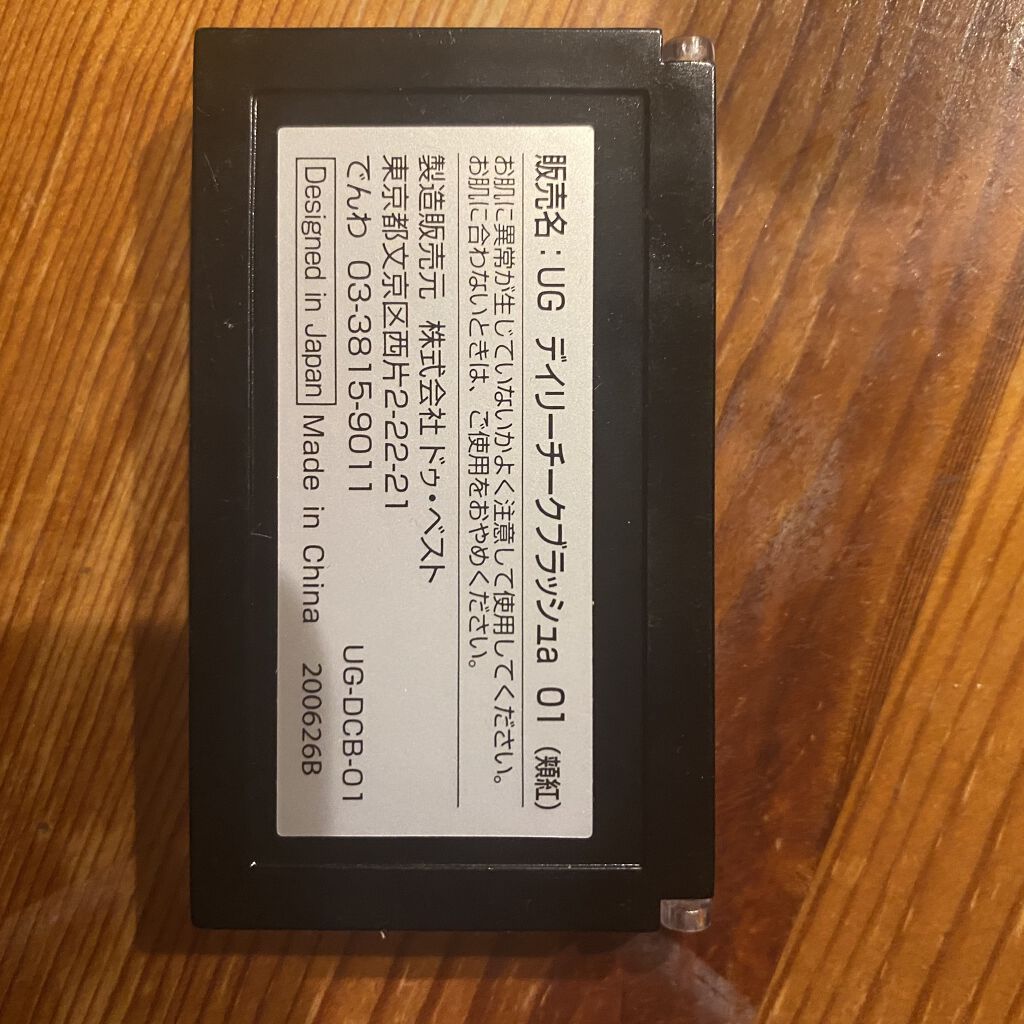 販売名：UG デイリーチークブラッシュa 01（頬紅）
お肌に異常が生じていないかよく注意して使用してください。
お肌に合わないときは、ご使用をおやめください。
製造販売元 株式会社 ドゥ・ベスト
東京都文京区西片2-22-21
でんわ 03-3815-9011 UG-DCB-01
Designed in Japan Made in China 200626B